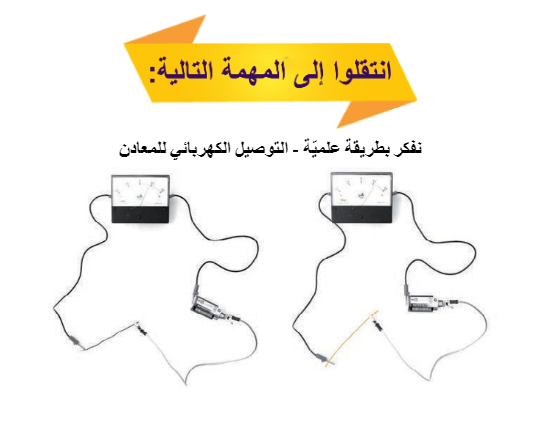 انتقلوا إلى المهمة التالية:
نفكر بطريقة علميّة - التوصيل الكهربائي للمعادن